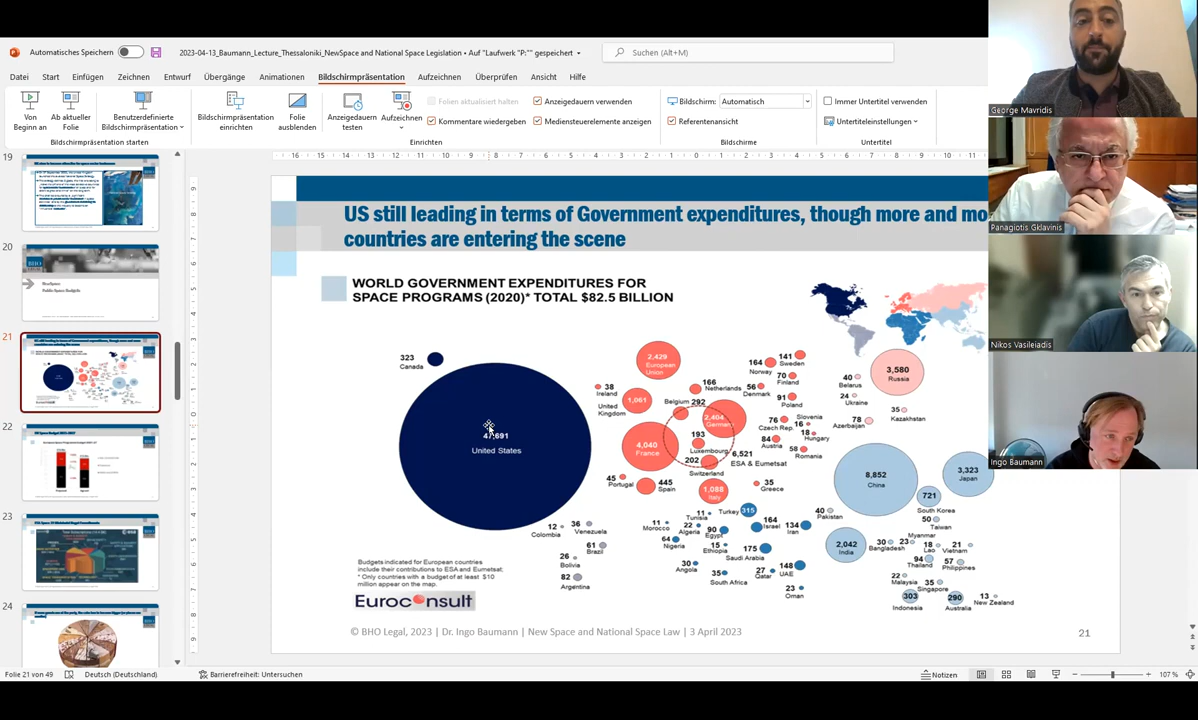 Automatisches Speichern
2023-04-13_Baumann_Lecture_Thessaloniki_NewSpace and National Space Legislation • Auf "Laufwerk "P:"" gespeichert
Suchen (Alt+M)
Datei Start Einfügen Zeichnen Entwurf Übergänge Animationen Bildschirmpräsentation Aufzeichnen Überprüfen Ansicht Hilfe
Von Beginn an
Ab aktueller Folie
Benutzerdefinierte Bildschirmpräsentation
Bildschirmpräsentation starten
Bildschirmpräsentation einrichten
Folie ausblenden
Anzeigedauern testen
Aufzeichnen
Folien aktualisiert halten
Kommentare wiedergeben
Anzeigedauern verwenden
Mediensteuerelemente anzeigen
Einrichten
Bildschirm: Automatisch
Referentenansicht
Bildschirme
Immer Untertitel verwenden
Untertiteleinstellungen
Untertitel
19
20
21
22
23
24
US still leading in terms of Government expenditures, though more and mo
countries are entering the scene
WORLD GOVERNMENT EXPENDITURES FOR
SPACE PROGRAMS (2020)* TOTAL $82.5 BILLION
323
Canada
47,691
United States
2,429
European
Union
164
Norway
141
Sweden
70
Finland
166
Netherlands
56
Denmark
38
Ireland
1,061
United
Kingdom
Belgium 292
2,404
Germany
91
Poland
76
Czech Rep.
Slovenia
16
18
Hungary
84
Austria
58
Romania
193
Luxembourg
4,040
France
6,521
ESA & Eumetsat
202
Switzerland
45
Portugal
445
Spain
1,088
Italy
35
Greece
40
Belarus
24
Ukraine
78
Azerbaijan
3,580
Russia
35
Kazakhstan
8,852
China
3,323
Japan
721
South Korea
50
Taiwan
2,042
India
40
Pakistan
30
Bangladesh
Myanmar
23
18
Lao
21
Vietnam
94
Thailand
57
Philippines
22
Malaysia
35
Singapore
303
Indonesia
290
Australia
13
New Zealand
12
Colombia
36
Venezuela
61
Brazil
26
Bolivia
82
Argentina
11
Morocco
11
Tunisia
22
Algeria
64
Nigeria
90
Egypt
Turkey 315
164
Israel
134
Iran
15
Ethiopia
175
Saudi Arabia
30
Angola
35
South Africa
27
Qatar
148
UAE
23
Oman
Budgets indicated for European countries
include their contributions to ESA and Eumetsat
* Only countries with a budget of at least $10
million appear on the map.
Euroconsult
© BHO Legal, 2023 | Dr. Ingo Baumann | New Space and National Space Law | 3 April 2023
21
George Mavridis
Panagiotis Gklavinis
Nikos Vasileiadis
Ingo Baumann
Folie 21 von 49
Deutsch (Deutschland)
Barrierefreiheit: Untersuchen
Notizen
107 %